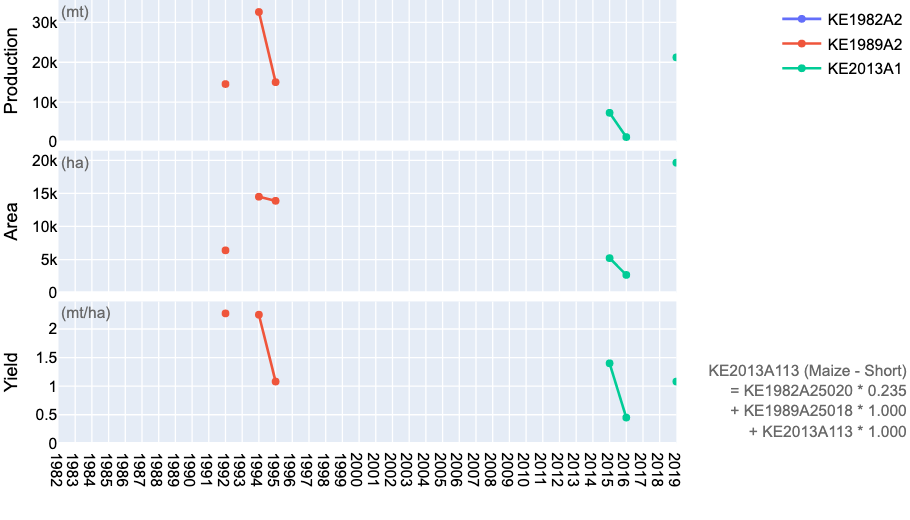 (mt)
Production
30k
20k
10k
0
(ha)
Area
20k
15k
10k
5k
0
(mt/ha)
Yield
2
1.5
1
0.5
0
1982
1983
1984
1985
1986
1987
1988
1989
1990
1991
1992
1993
1994
1995
1996
1997
1998
1999
2000
2001
2002
2003
2004
2005
2006
2007
2008
2009
2010
2011
2012
2013
2014
2015
2016
2017
2018
2019
KE1982A2
KE1989A2
KE2013A1
KE2013A113 (Maize - Short)
= KE1982A25020 * 0.235
+ KE1989A25018 * 1.000
+ KE2013A113 * 1.000